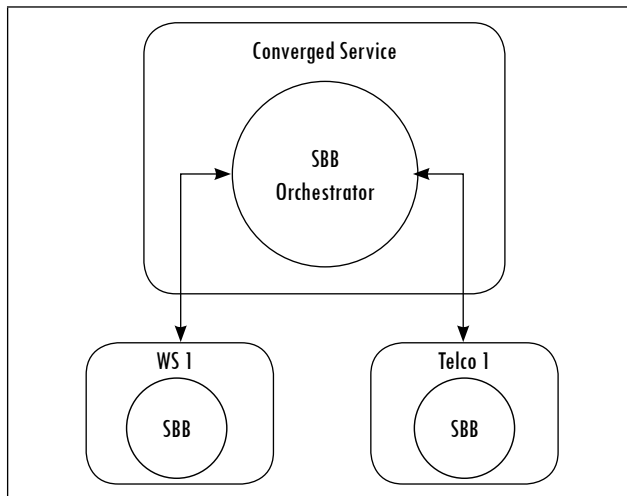 Converged Service
SBB
Orchestrator
WS 1
SBB
Telco 1
SBB